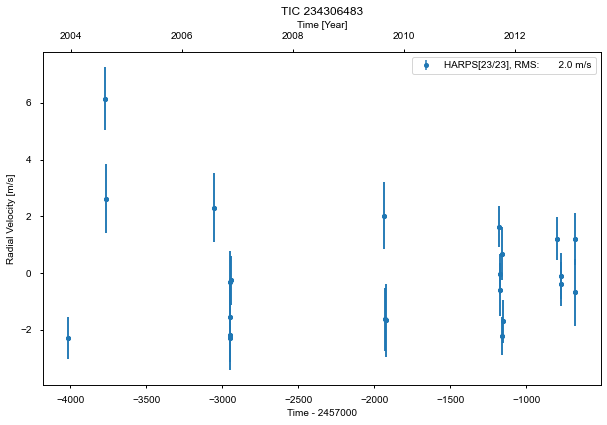 TIC 234306483
Time [Year]
2004 2006 2008 2010 2012
HARPS[23/23], RMS: 2.0 m/s
6
4
2
0
−2
Radial Velocity [m/s]
−4000 −3500 −3000 −2500 −2000 −1500 −1000
Time - 2457000